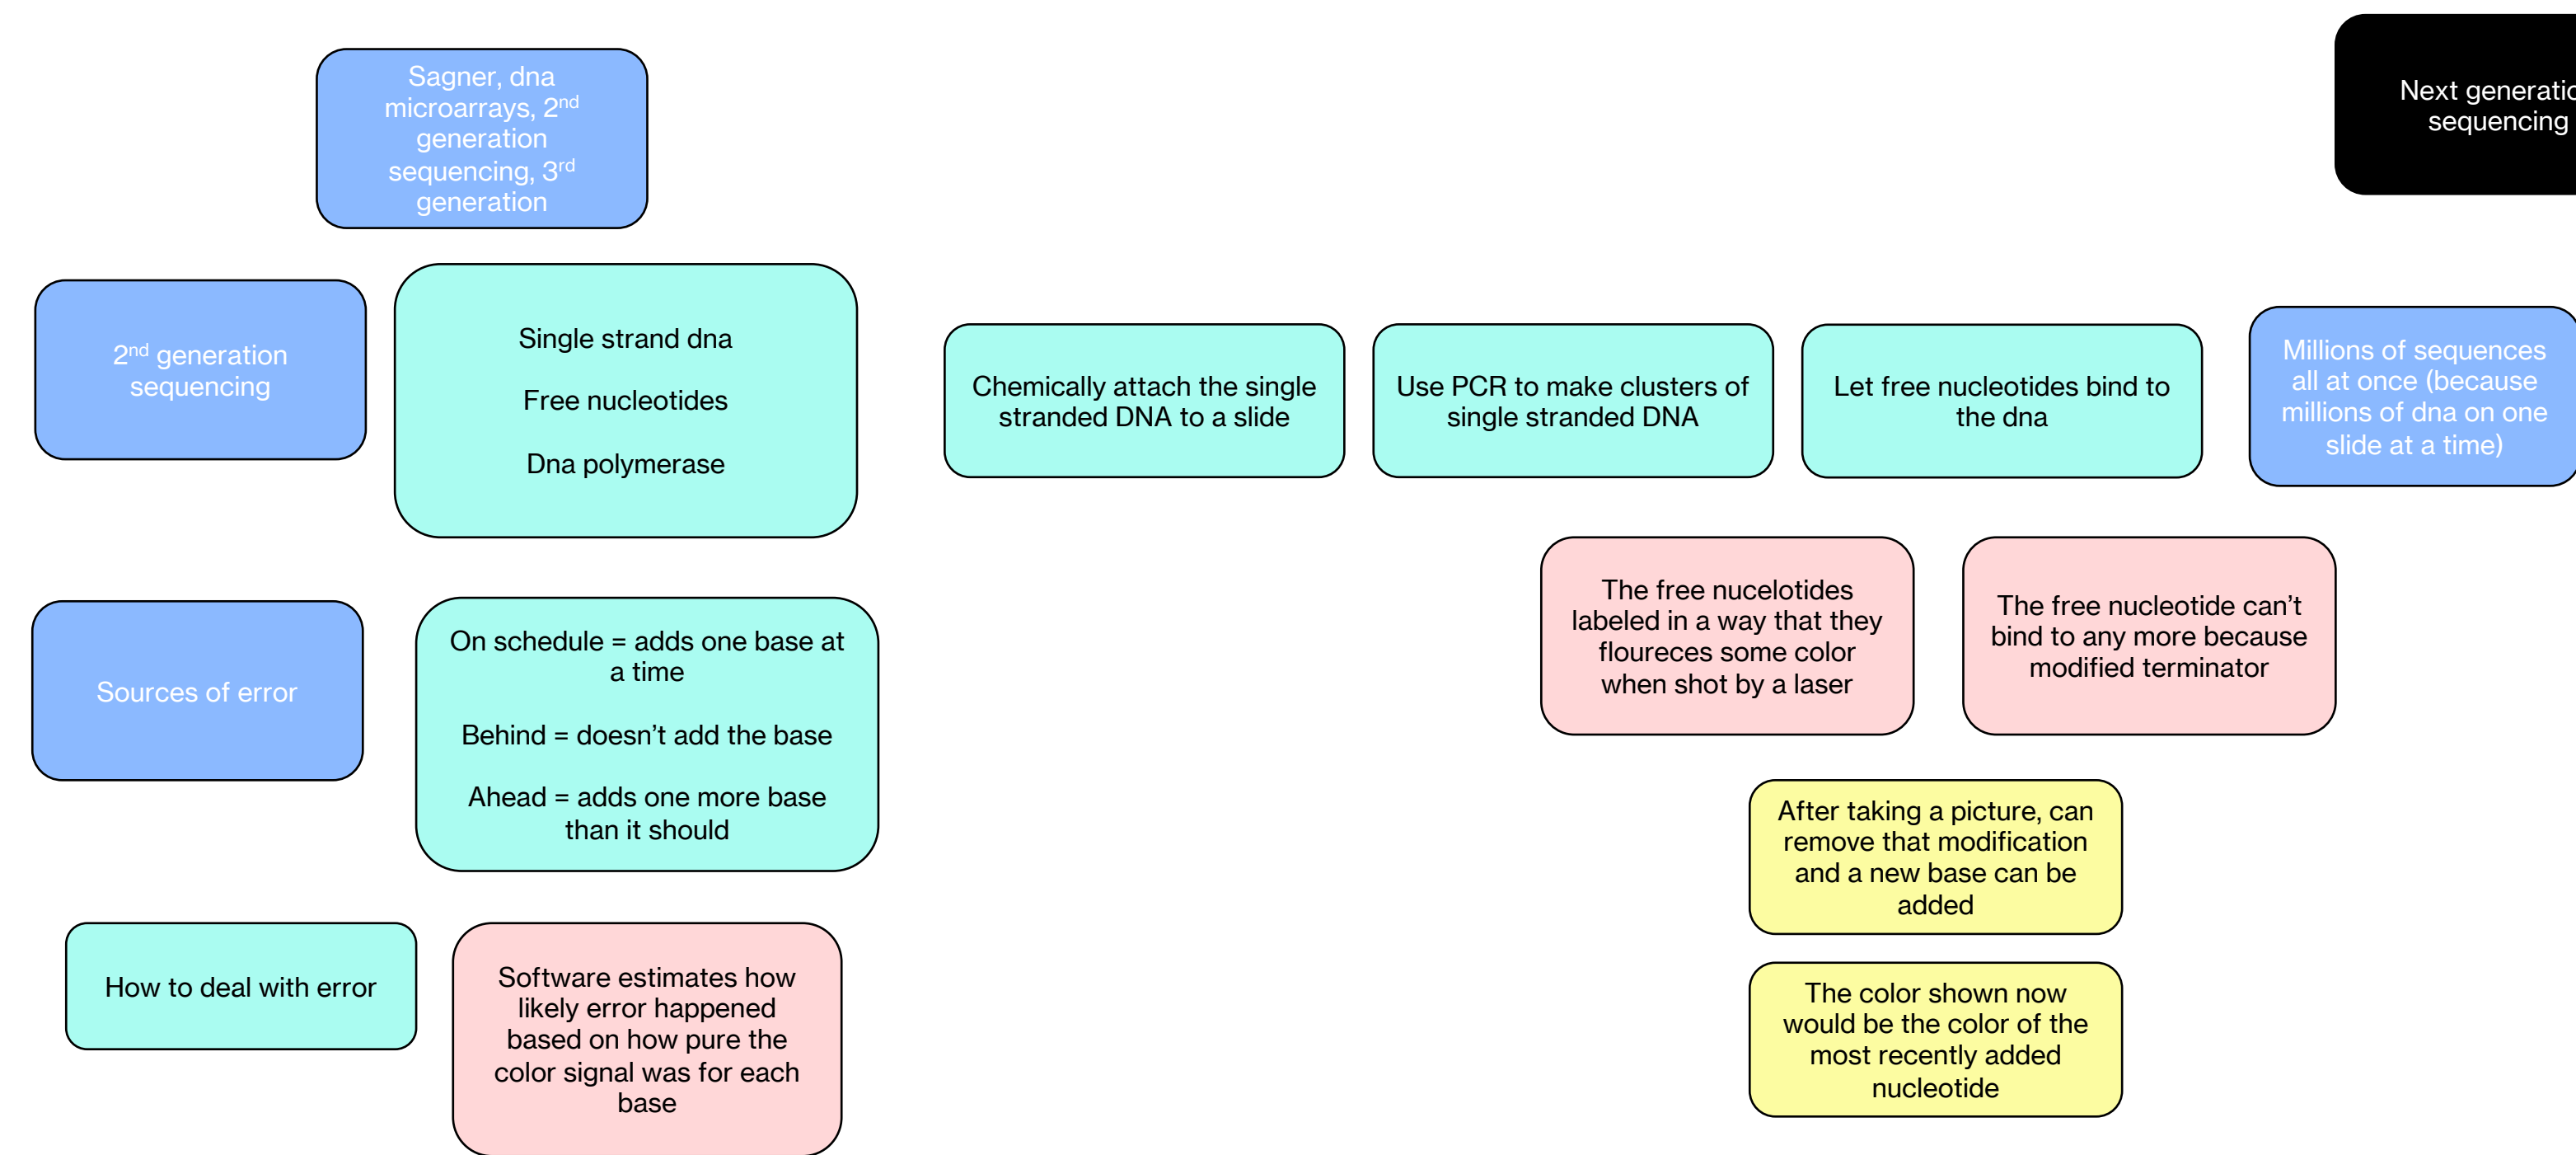 Sagner, dna
microarrays, 2nd
generation
sequencing, 3rd
generation
Next generatio
sequencing
2nd generation
sequencing
Single strand dna
Free nucleotides
Dna polymerase
Chemically attach the single
stranded DNA to a slide
Use PCR to make clusters of
single stranded DNA
Let free nucleotides bind to
the dna
Millions of sequences
all at once (because
millions of dna on one
slide at a time)
The free nucelotides
labeled in a way that they
floureces some color
when shot by a laser
The free nucleotide can’t
bind to any more because
modified terminator
Sources of error
On schedule = adds one base at
a time
Behind = doesn’t add the base
Ahead = adds one more base
than it should
After taking a picture, can
remove that modification
and a new base can be
added
How to deal with error
Software estimates how
likely error happened
based on how pure the
color signal was for each
base
The color shown now
would be the color of the
most recently added
nucleotide